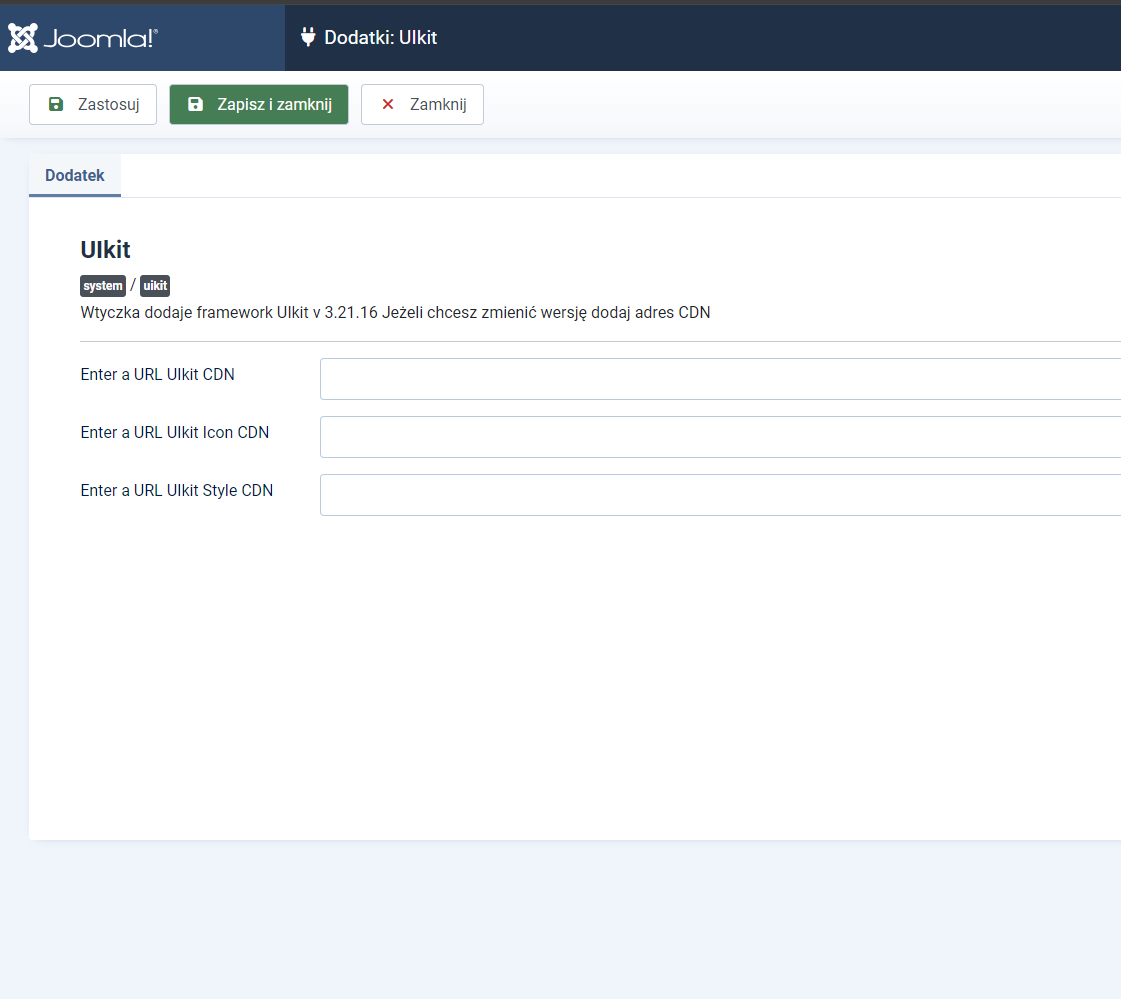 Joomla!®
Dodatki: UIkit
Zastosuj
Zapisz i zamknij
Zamknij
Dodatek
UIkit
system / uikit
Wtyczka dodaje framework UIkit v 3.21.16 Jeżeli chcesz zmienić wersję dodaj adres CDN
Enter a URL UIkit CDN
Enter a URL UIkit Icon CDN
Enter a URL UIkit Style CDN